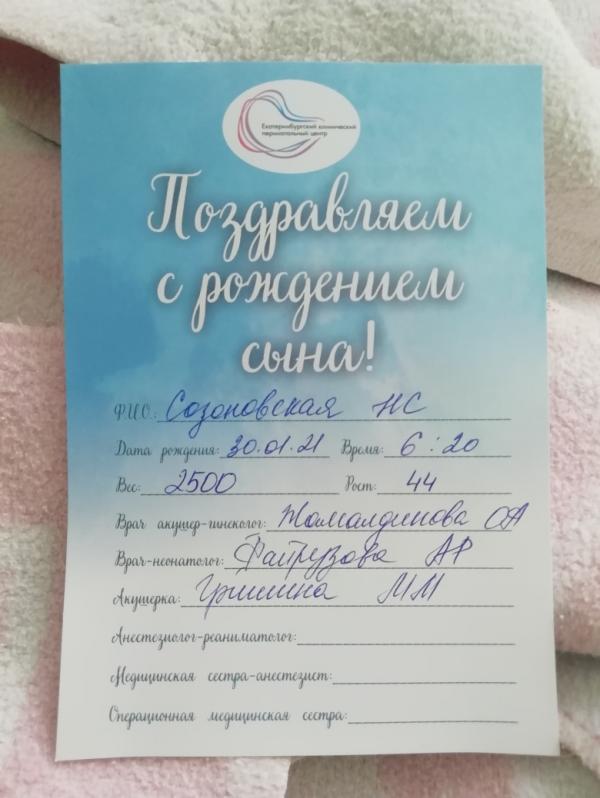 Екатеринбургский клинический
перинатальный центр
Поздравляем
с рождением
сына!
Ф.И.О.: Созоновская НС
Дата рождения: 30.01.21 Время: 6:20
Вес: 2500 Рост: 44
Врач акушер-гинеколог: Жамалдинова ОА
Врач-неонатолог: Файрузова АР
Акушерка: Гришина ММ
Анестезиолог-реаниматолог:
Медицинская сестра-анестезист:
Операционная медицинская сестра: